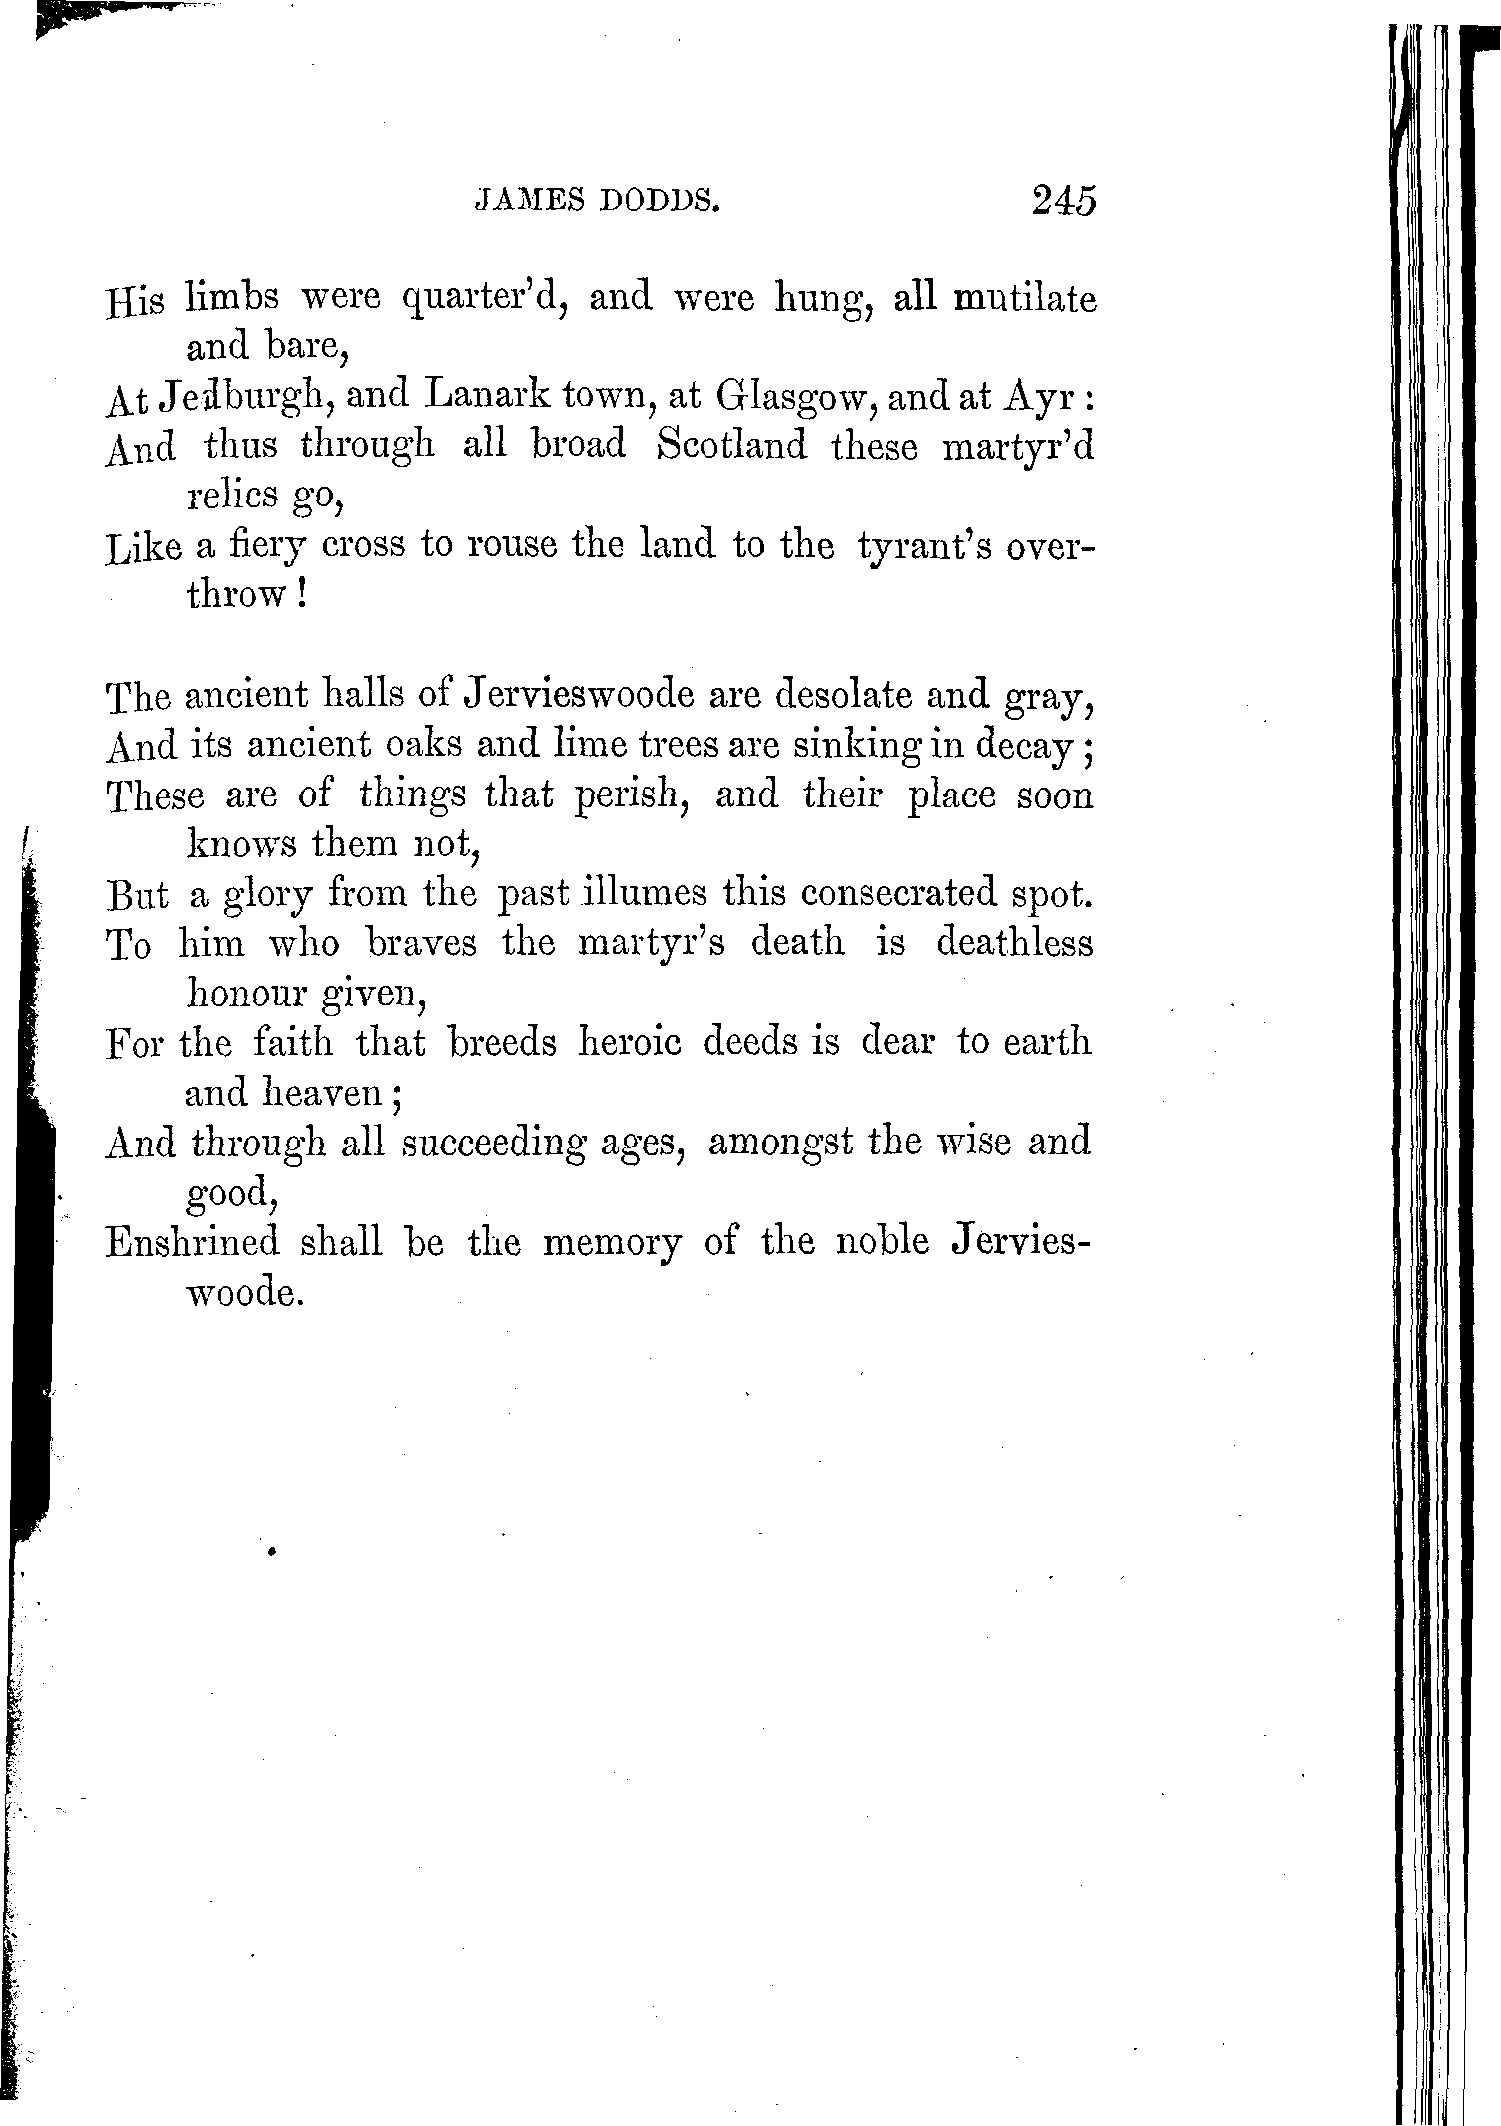 JAMES DODDS. 245
His limbs were quarter'd, and were hung, all mutilate
and bare,
At Jedburgh, and Lanark town, at Glasgow, and at Ayr :
And thus through all broad Scotland these martyr'd
relics go,
Like a fiery cross to rouse the land to the tyrant's over-
throw !
The ancient halls of Jervieswoode are desolate and gray,
And its ancient oaks and lime trees are sinking in decay ;
These are of things that perish, and their place soon
knows them not,
But a glory from the past illumes this consecrated spot.
To him who braves the martyr's death is deathless
honour given,
For the faith that breeds heroic deeds is dear to earth
and heaven ;
And through all succeeding ages, amongst the wise and
good,
Enshrined shall be the memory of the noble Jervies-
woode.